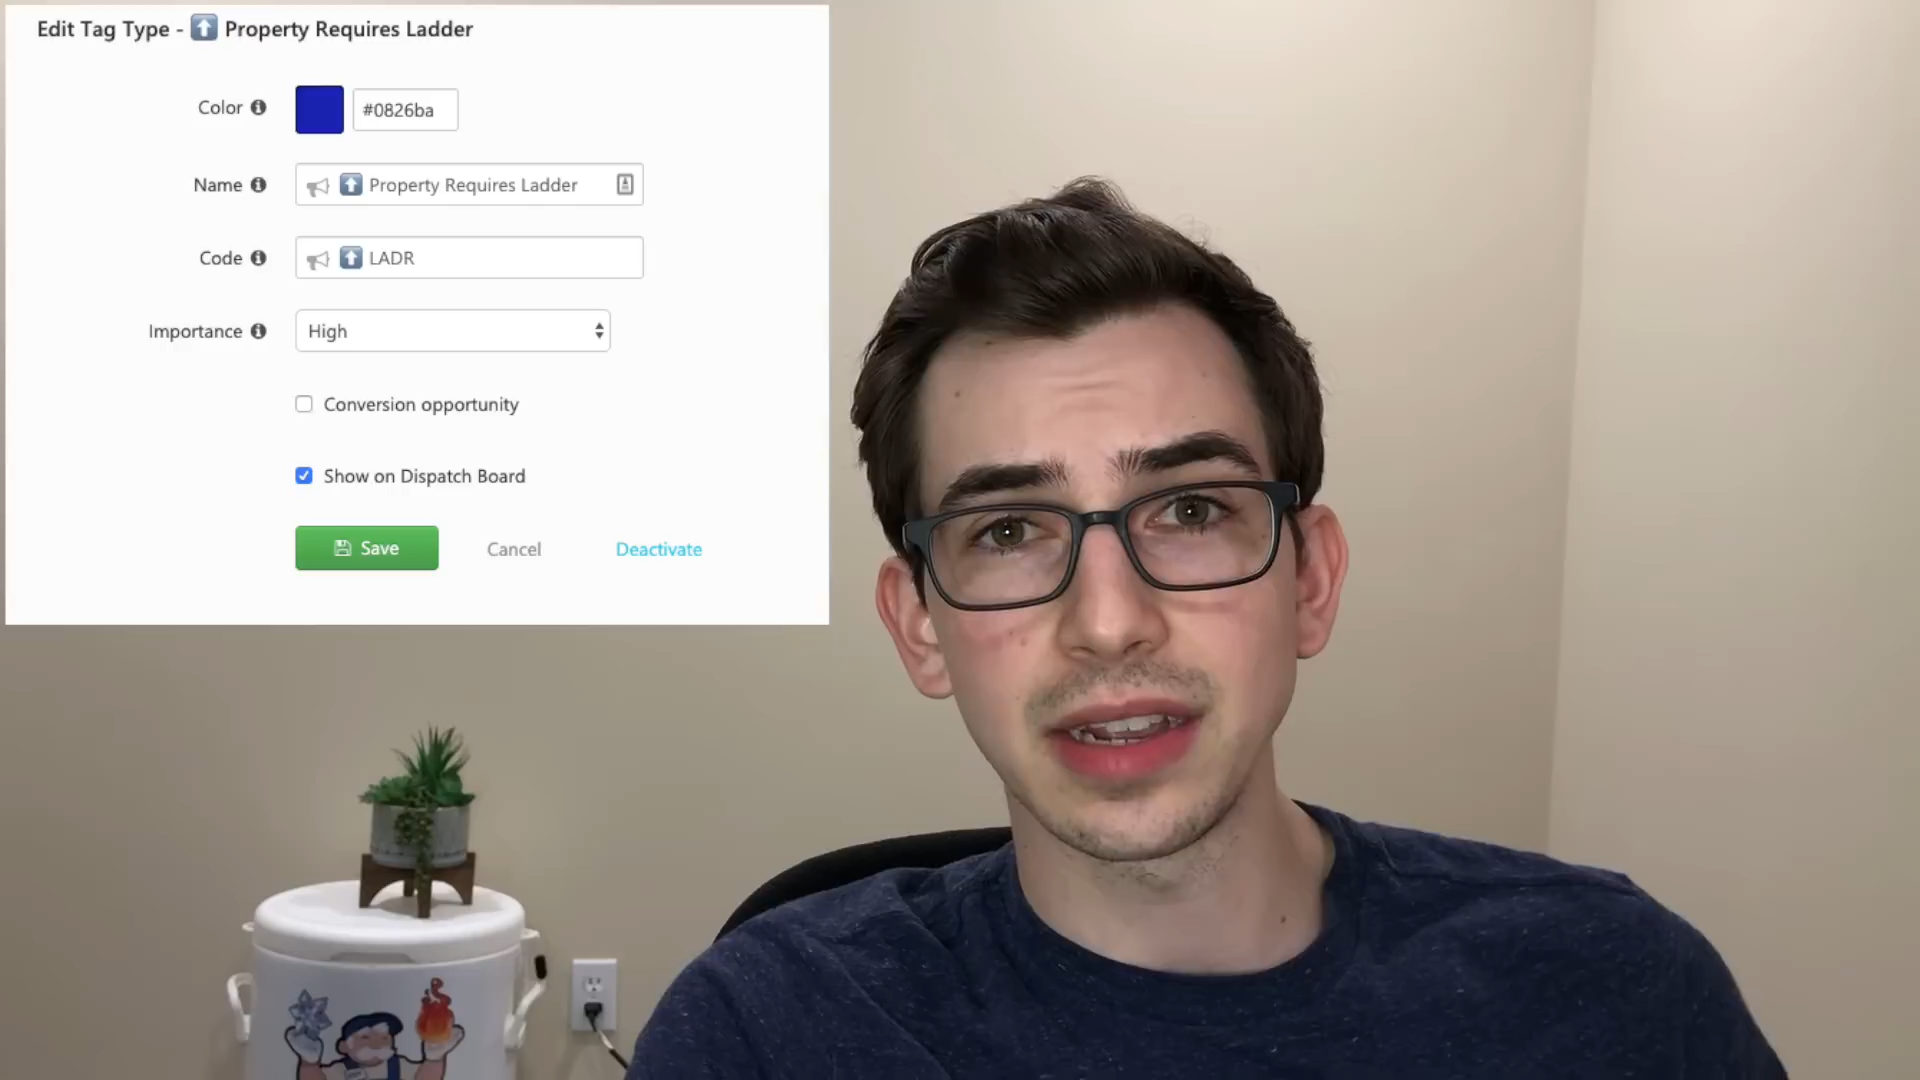 Edit Tag Type - ⬆️ Property Requires Ladder
Color
#0826ba
Name
⬆️ Property Requires Ladder
Code
⬆️ LADR
Importance
High
Conversion opportunity
Show on Dispatch Board
Save
Cancel
Deactivate